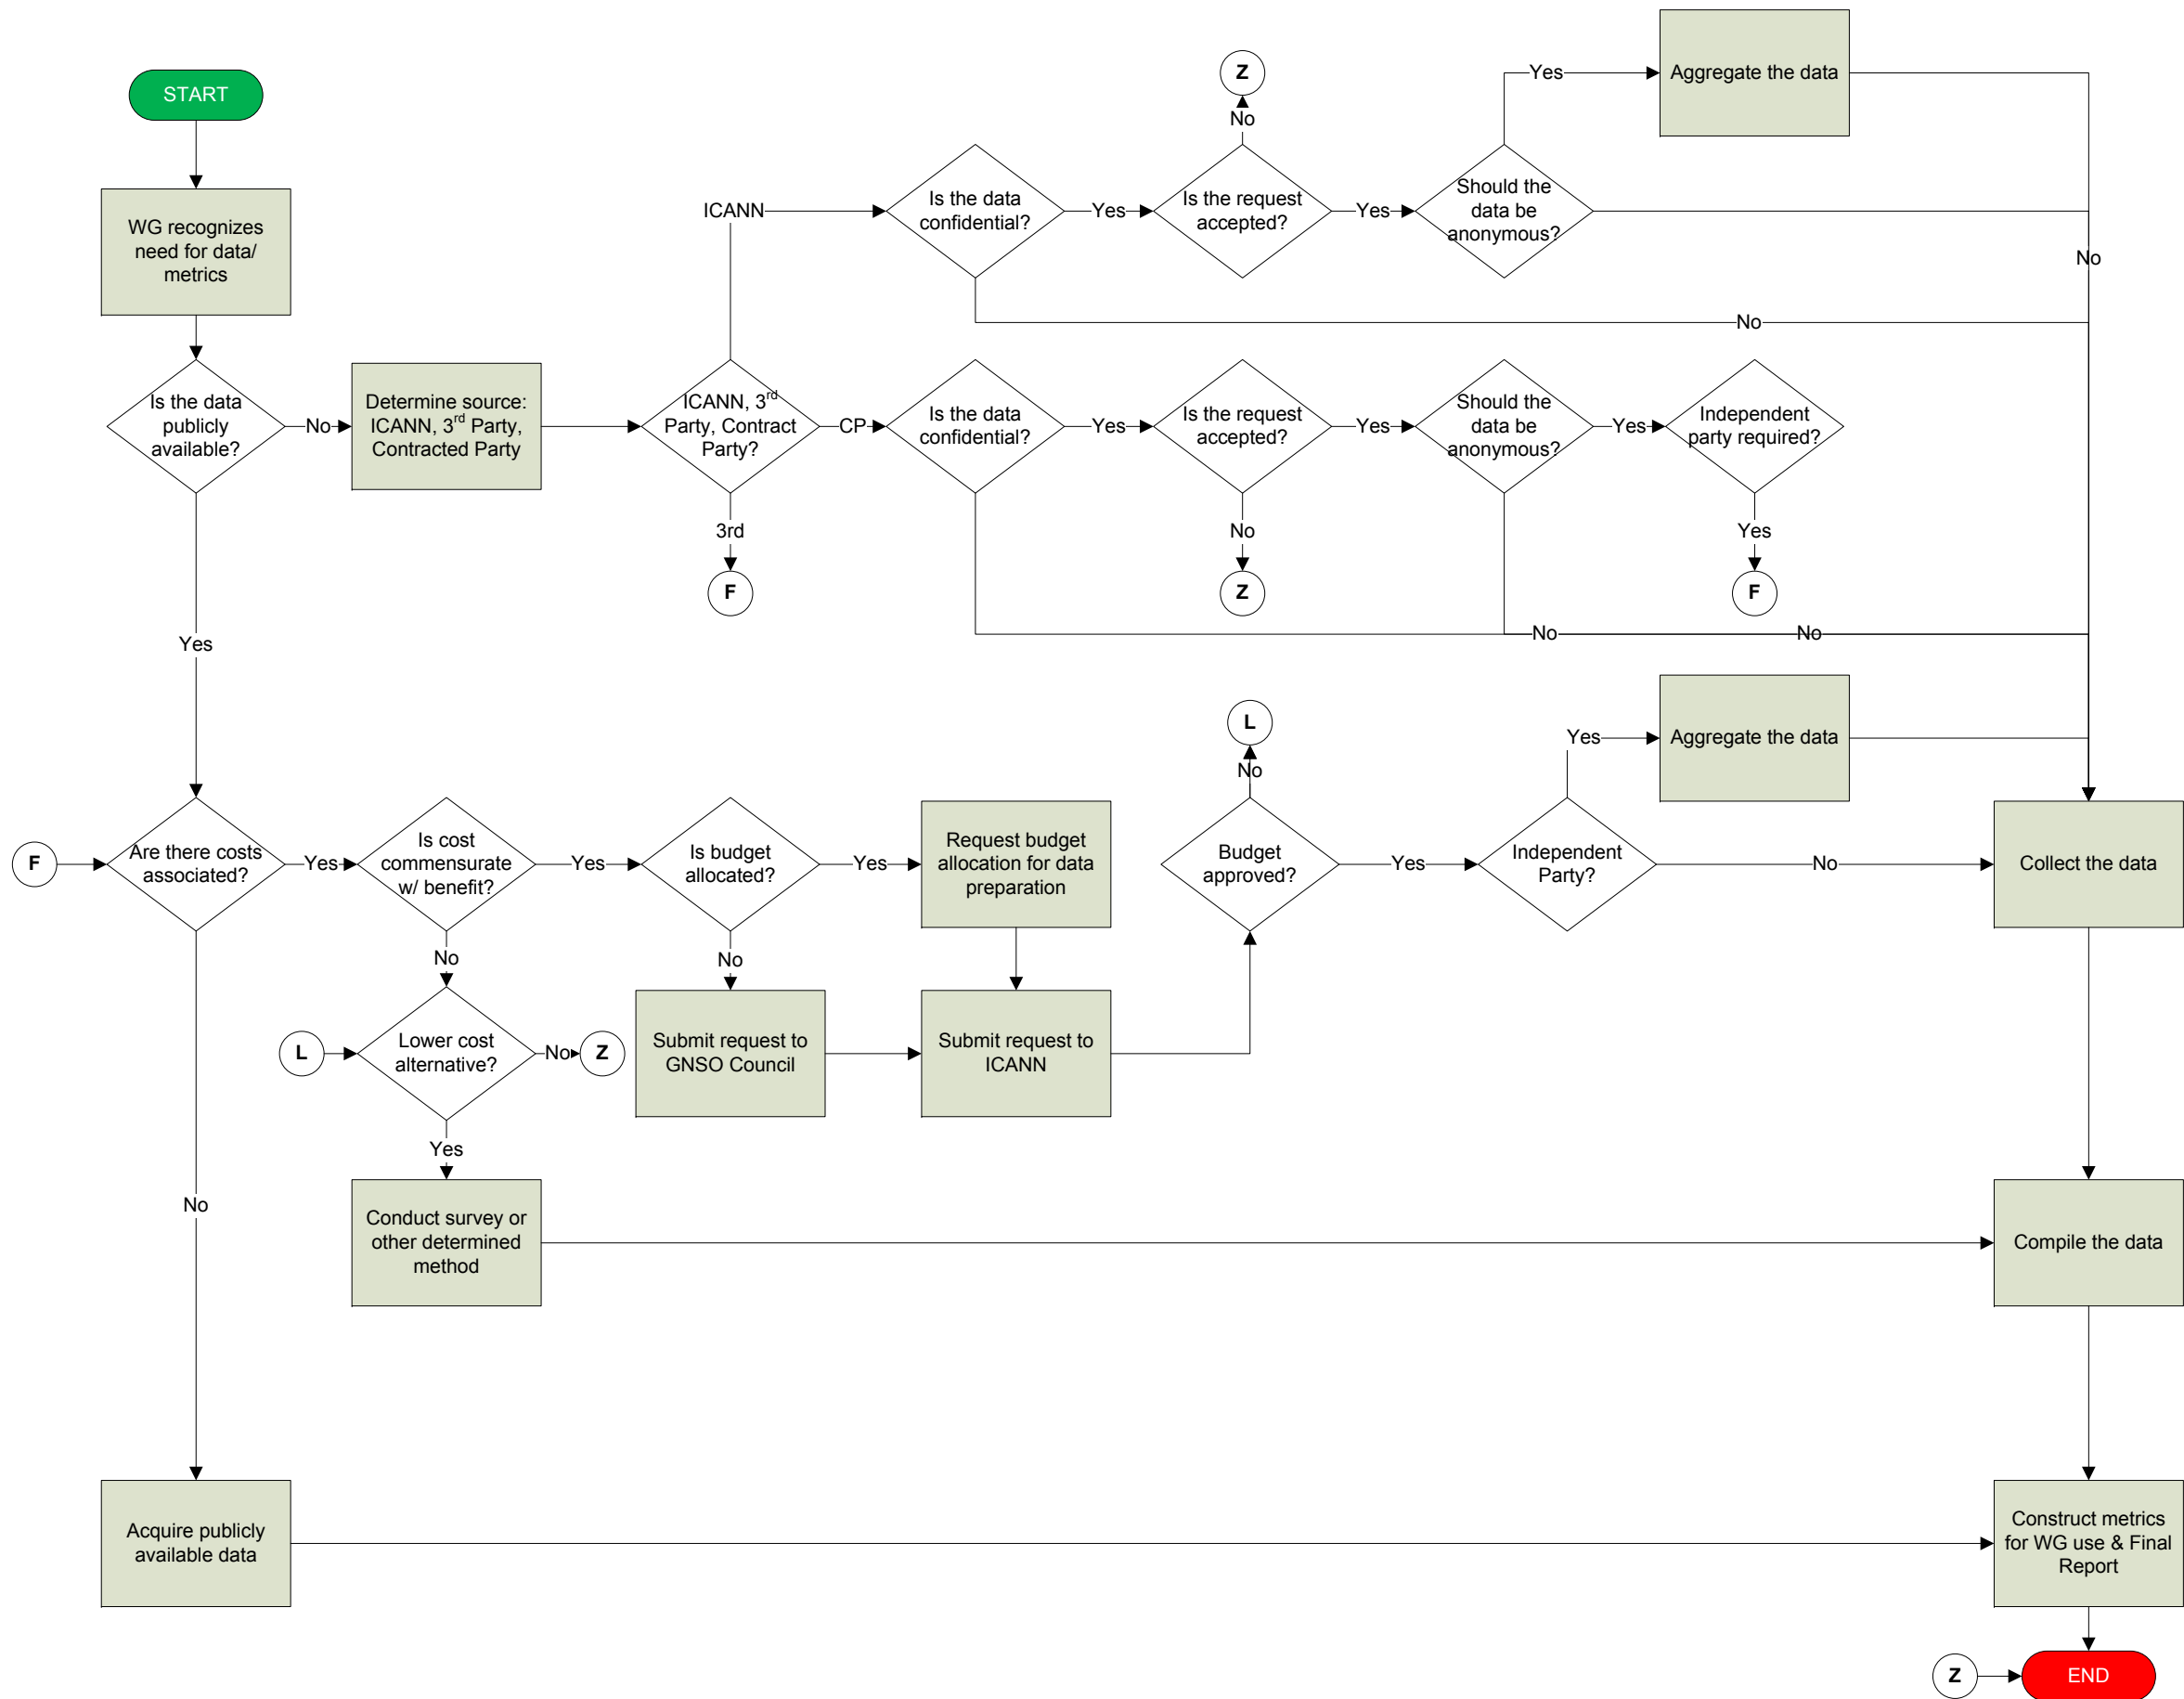 START
WG recognizes
need for data/
metrics
Is the data
publicly
available?
No
Determine source:
ICANN, 3rd Party,
Contracted Party
ICANN, 3rd
Party, Contract
Party?
ICANN
Is the data
confidential?
Yes
Is the request
accepted?
No
Z
Yes
Should the
data be
anonymous?
Yes
Aggregate the data
No
No
CP
Is the data
confidential?
Yes
Is the request
accepted?
Yes
Should the
data be
anonymous?
Yes
Independent
party required?
3rd
F
No
Z
Yes
F
No
No
Yes
F
Are there costs
associated?
Yes
Is cost
commensurate
w/ benefit?
Yes
Is budget
allocated?
Yes
Request budget
allocation for data
preparation
L
No
Budget
approved?
Yes
Independent
Party?
Yes
Aggregate the data
No
Collect the data
No
No
L
Lower cost
alternative?
No
Z
Submit request to
GNSO Council
Submit request to
ICANN
Yes
No
Conduct survey or
other determined
method
Compile the data
Acquire publicly
available data
Construct metrics
for WG use & Final
Report
Z
END